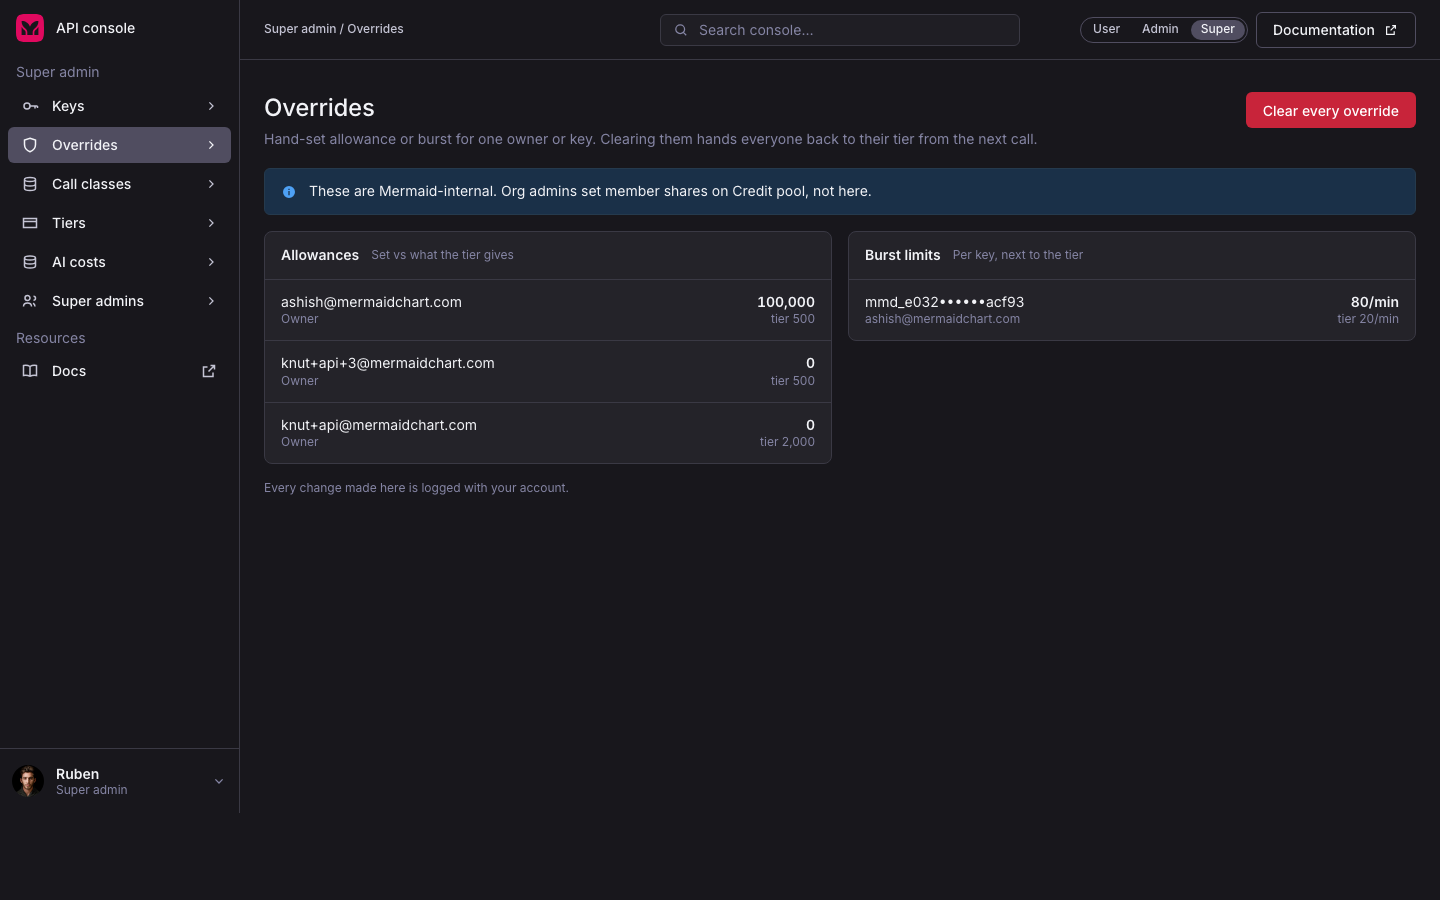 API console
Super admin
Keys
Overrides
Call classes
Tiers
AI costs
Super admins
Resources
Docs
Ruben
Super admin
Super admin / Overrides
Search console...
User Admin Super
Documentation
Overrides
Clear every override
Hand-set allowance or burst for one owner or key. Clearing them hands everyone back to their tier from the next call.
These are Mermaid-internal. Org admins set member shares on Credit pool, not here.
Allowances Set vs what the tier gives
ashish@mermaidchart.com 100,000
Owner tier 500
knut+api+3@mermaidchart.com 0
Owner tier 500
knut+api@mermaidchart.com 0
Owner tier 2,000
Burst limits Per key, next to the tier
mmd_e032••••••acf93 80/min
ashish@mermaidchart.com tier 20/min
Every change made here is logged with your account.